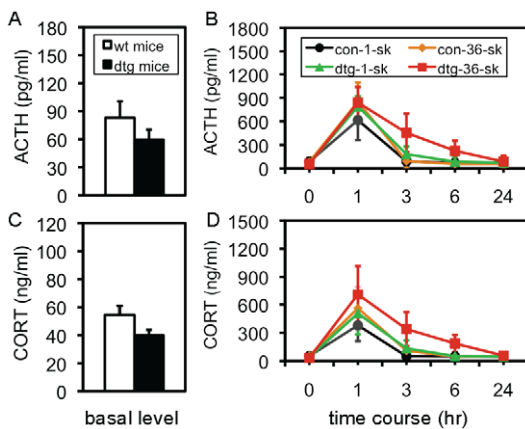 A
ACTH (pg/ml)
180
150
120
90
60
30
0
wt mice
dtg mice
B
ACTH (pg/ml)
1800
1500
1200
900
600
300
0
con-1-sk
con-36-sk
dtg-1-sk
dtg-36-sk
0 1 3 6 24
C
CORT (ng/ml)
120
100
80
60
40
20
0
basal level
D
CORT (ng/ml)
1500
1200
900
600
300
0
0 1 3 6 24
time course (hr)